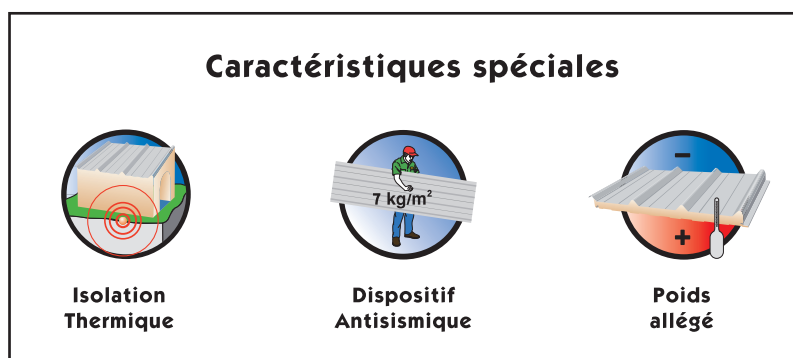 Caractéristiques spéciales
7 kg/m²
-
+
Isolation
Thermique
Dispositif
Antisismique
Poids
allégé